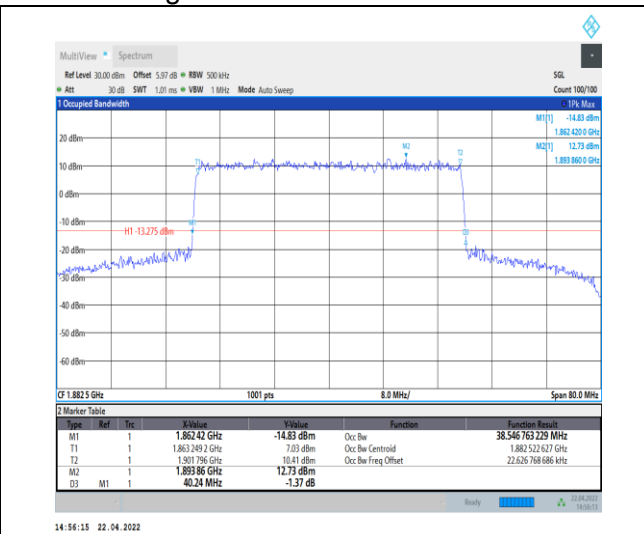 MultiView Spectrum
Ref Level 30.00 dBm Offset 5.97 dB RBW 500 kHz SGL
Att 30 dB SWT 1.01 ms VBW 1 MHz Mode Auto Sweep Count 100/100
1 Occupied Bandwidth 1Pk Max
M1[1] -14.83 dBm
1.862 420 0 GHz
M2[1] 12.73 dBm
1.893 860 0 GHz
20 dBm
M2
T2
10 dBm
T1
0 dBm
-10 dBm
M1
H1 -13.275 dBm
D3
-20 dBm
-30 dBm
-40 dBm
-50 dBm
-60 dBm
CF 1.882 5 GHz 1001 pts 8.0 MHz/ Span 80.0 MHz
2 Marker Table
Type Ref Trc X-Value Y-Value Function Function Result
M1 1 1.862 42 GHz -14.83 dBm Occ Bw 38.546 763 229 MHz
T1 1 1.863 249 2 GHz 7.03 dBm Occ Bw Centroid 1.882 522 627 GHz
T2 1 1.901 796 GHz 10.41 dBm Occ Bw Freq Offset 22.626 768 686 kHz
M2 1 1.893 86 GHz 12.73 dBm
D3 M1 1 40.24 MHz -1.37 dB
Ready 22.04.2022
14:56:15
14:56:15 22.04.2022